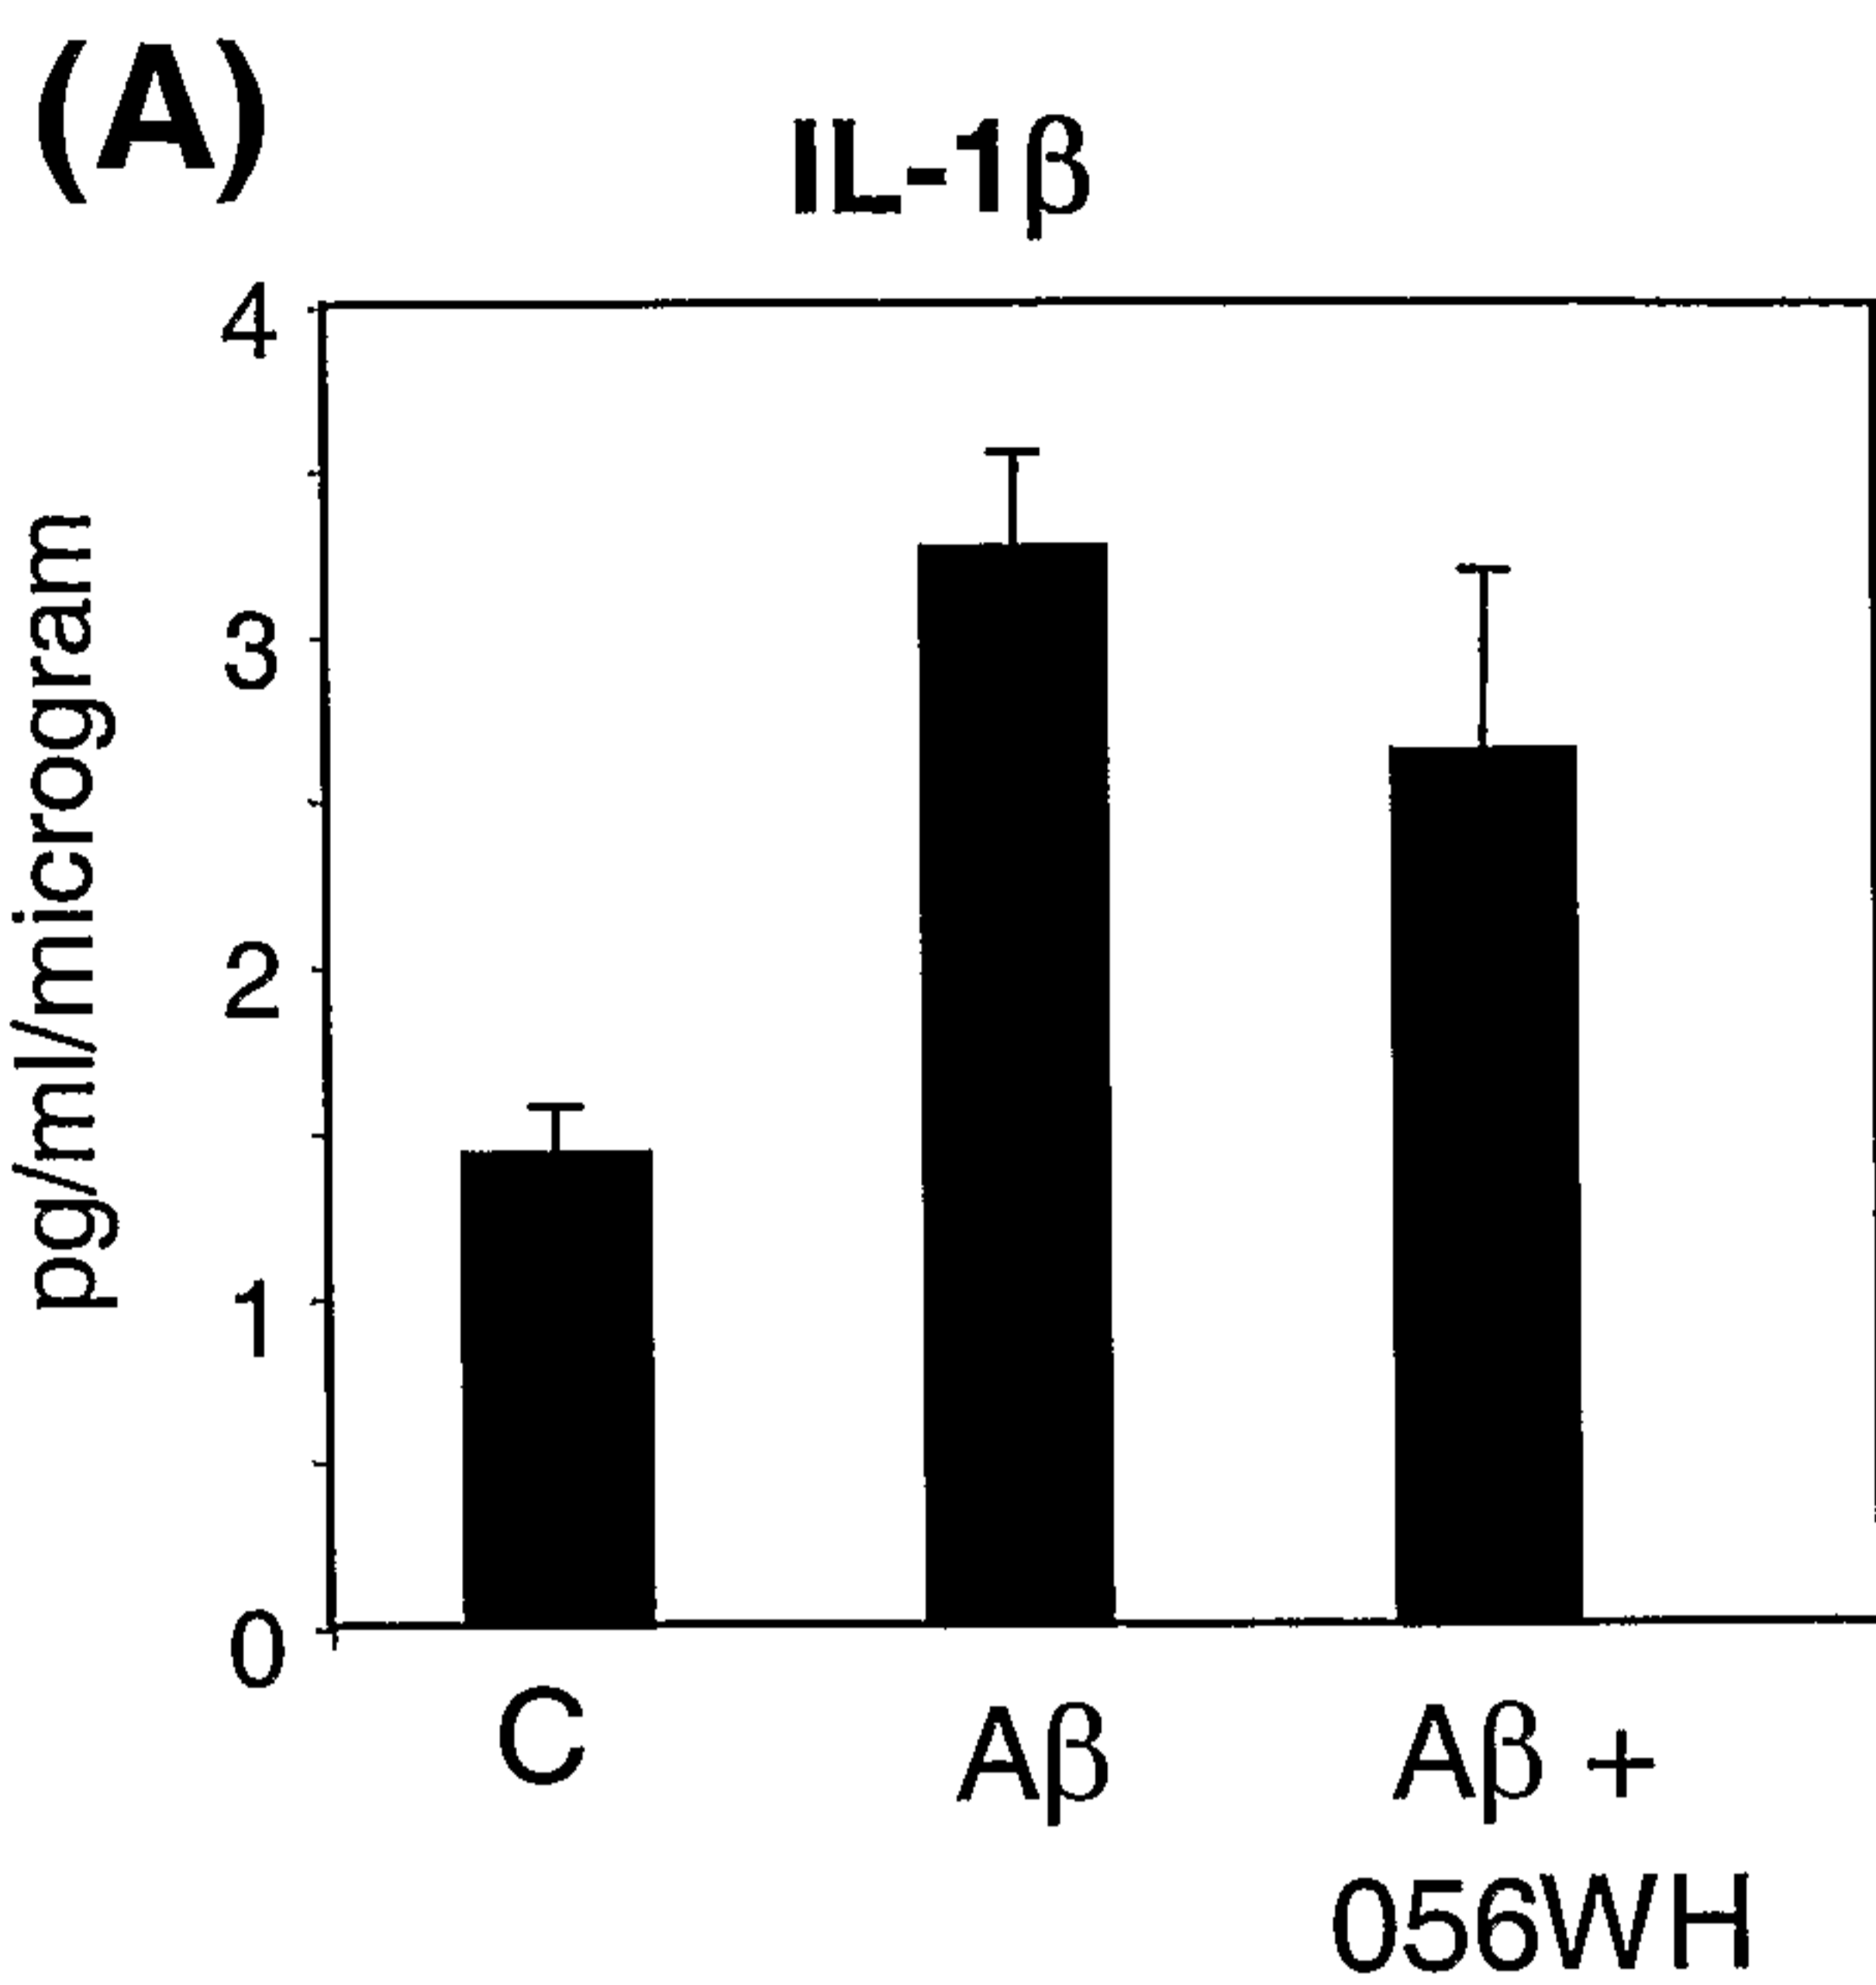 (A)
IL-1β
4
3
2
1
0
pg/ml/microgram
C
Aβ
Aβ +
056WH